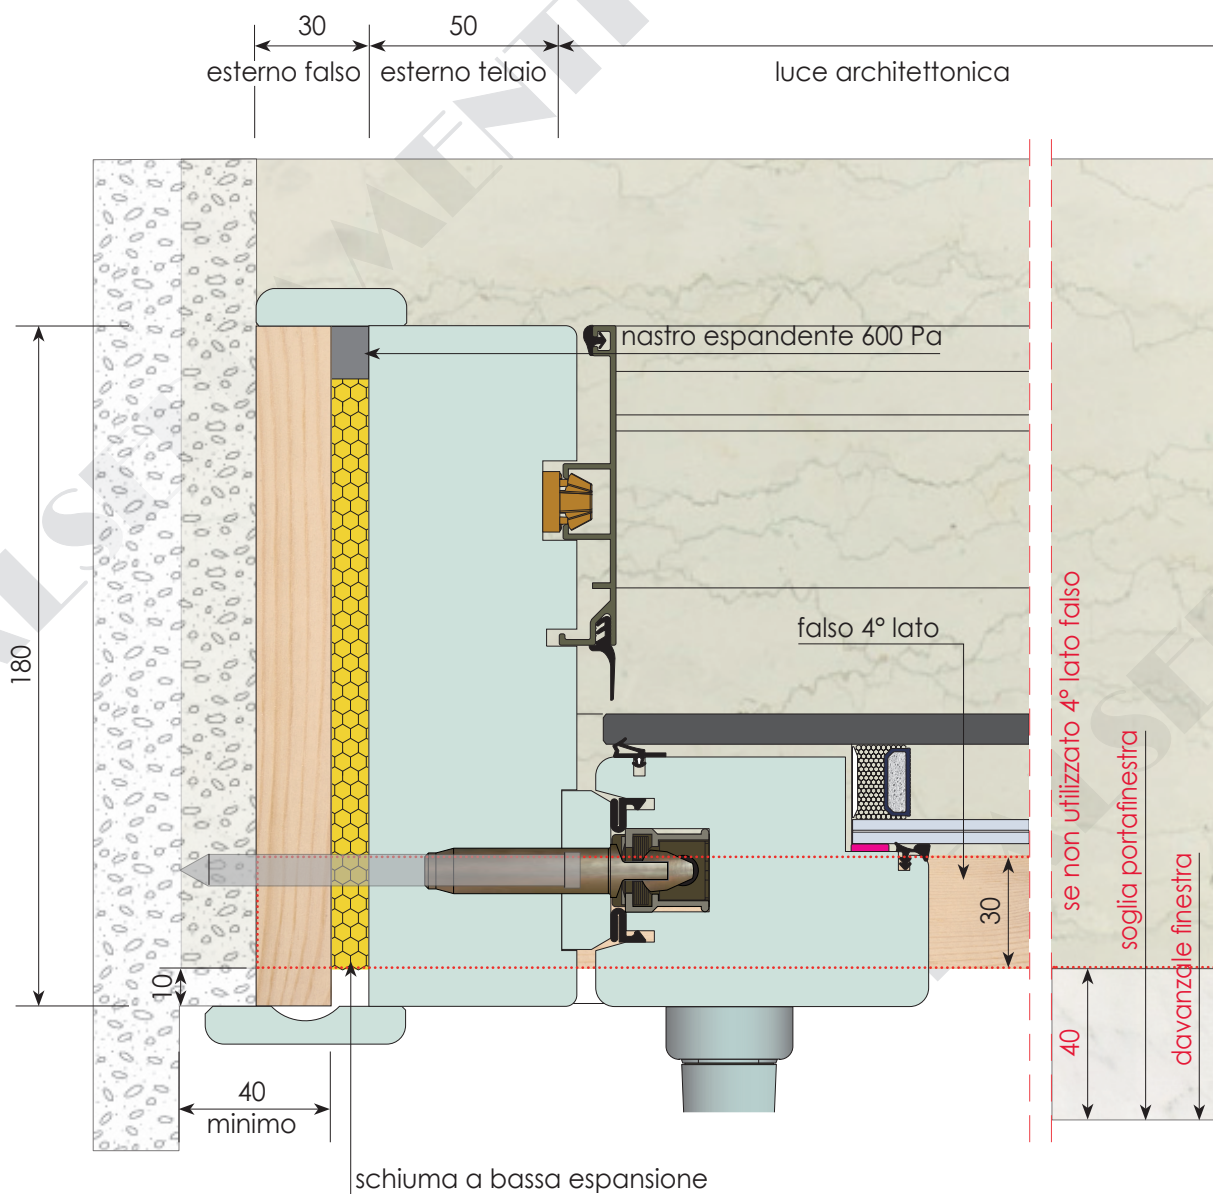 30
50
esterno falso
esterno telaio
luce architettonica
nastro espandente 600 Pa
180
falso 4° lato
se non utilizzato 4° lato falso
soglia portafinestra
davanzale finestra
30
10
40
40
minimo
schiuma a bassa espansione